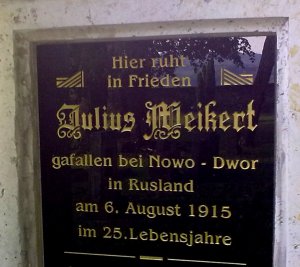 Hier ruht
in Frieden
Julius Meikert
gafallen bei Nowo - Dwor
in Rusland
am 6. August 1915
im 25.Lebensjahre